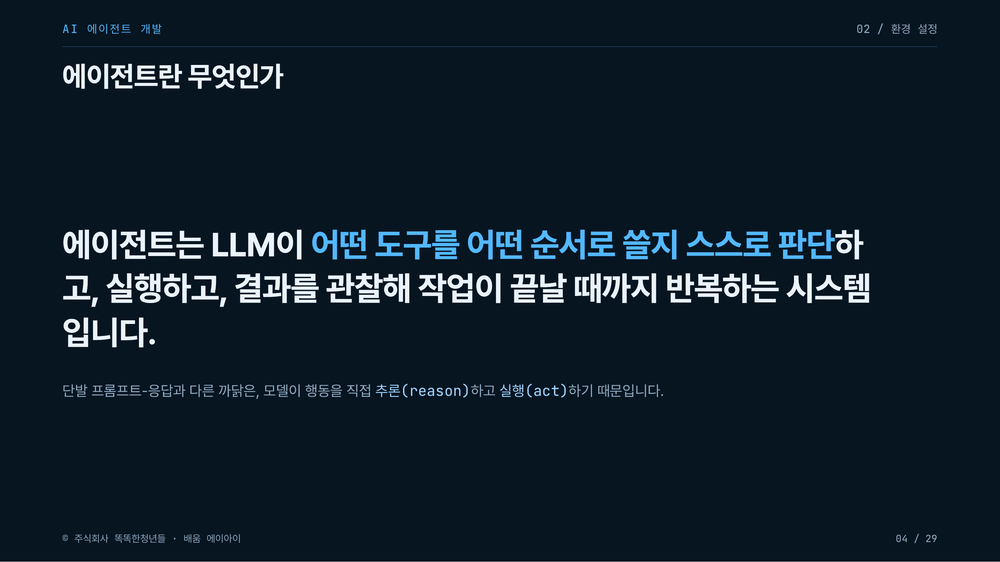 AI 에이전트 개발
02 / 환경 설정
에이전트란 무엇인가
에이전트는 LLM이 어떤 도구를 어떤 순서로 쓸지 스스로 판단하
고, 실행하고, 결과를 관찰해 작업이 끝날 때까지 반복하는 시스템
입니다.
단발 프롬프트-응답과 다른 까닭은, 모델이 행동을 직접 추론(reason)하고 실행(act)하기 때문입니다.
© 주식회사 똑똑한청년들 · 배움 에이아이
04 / 29